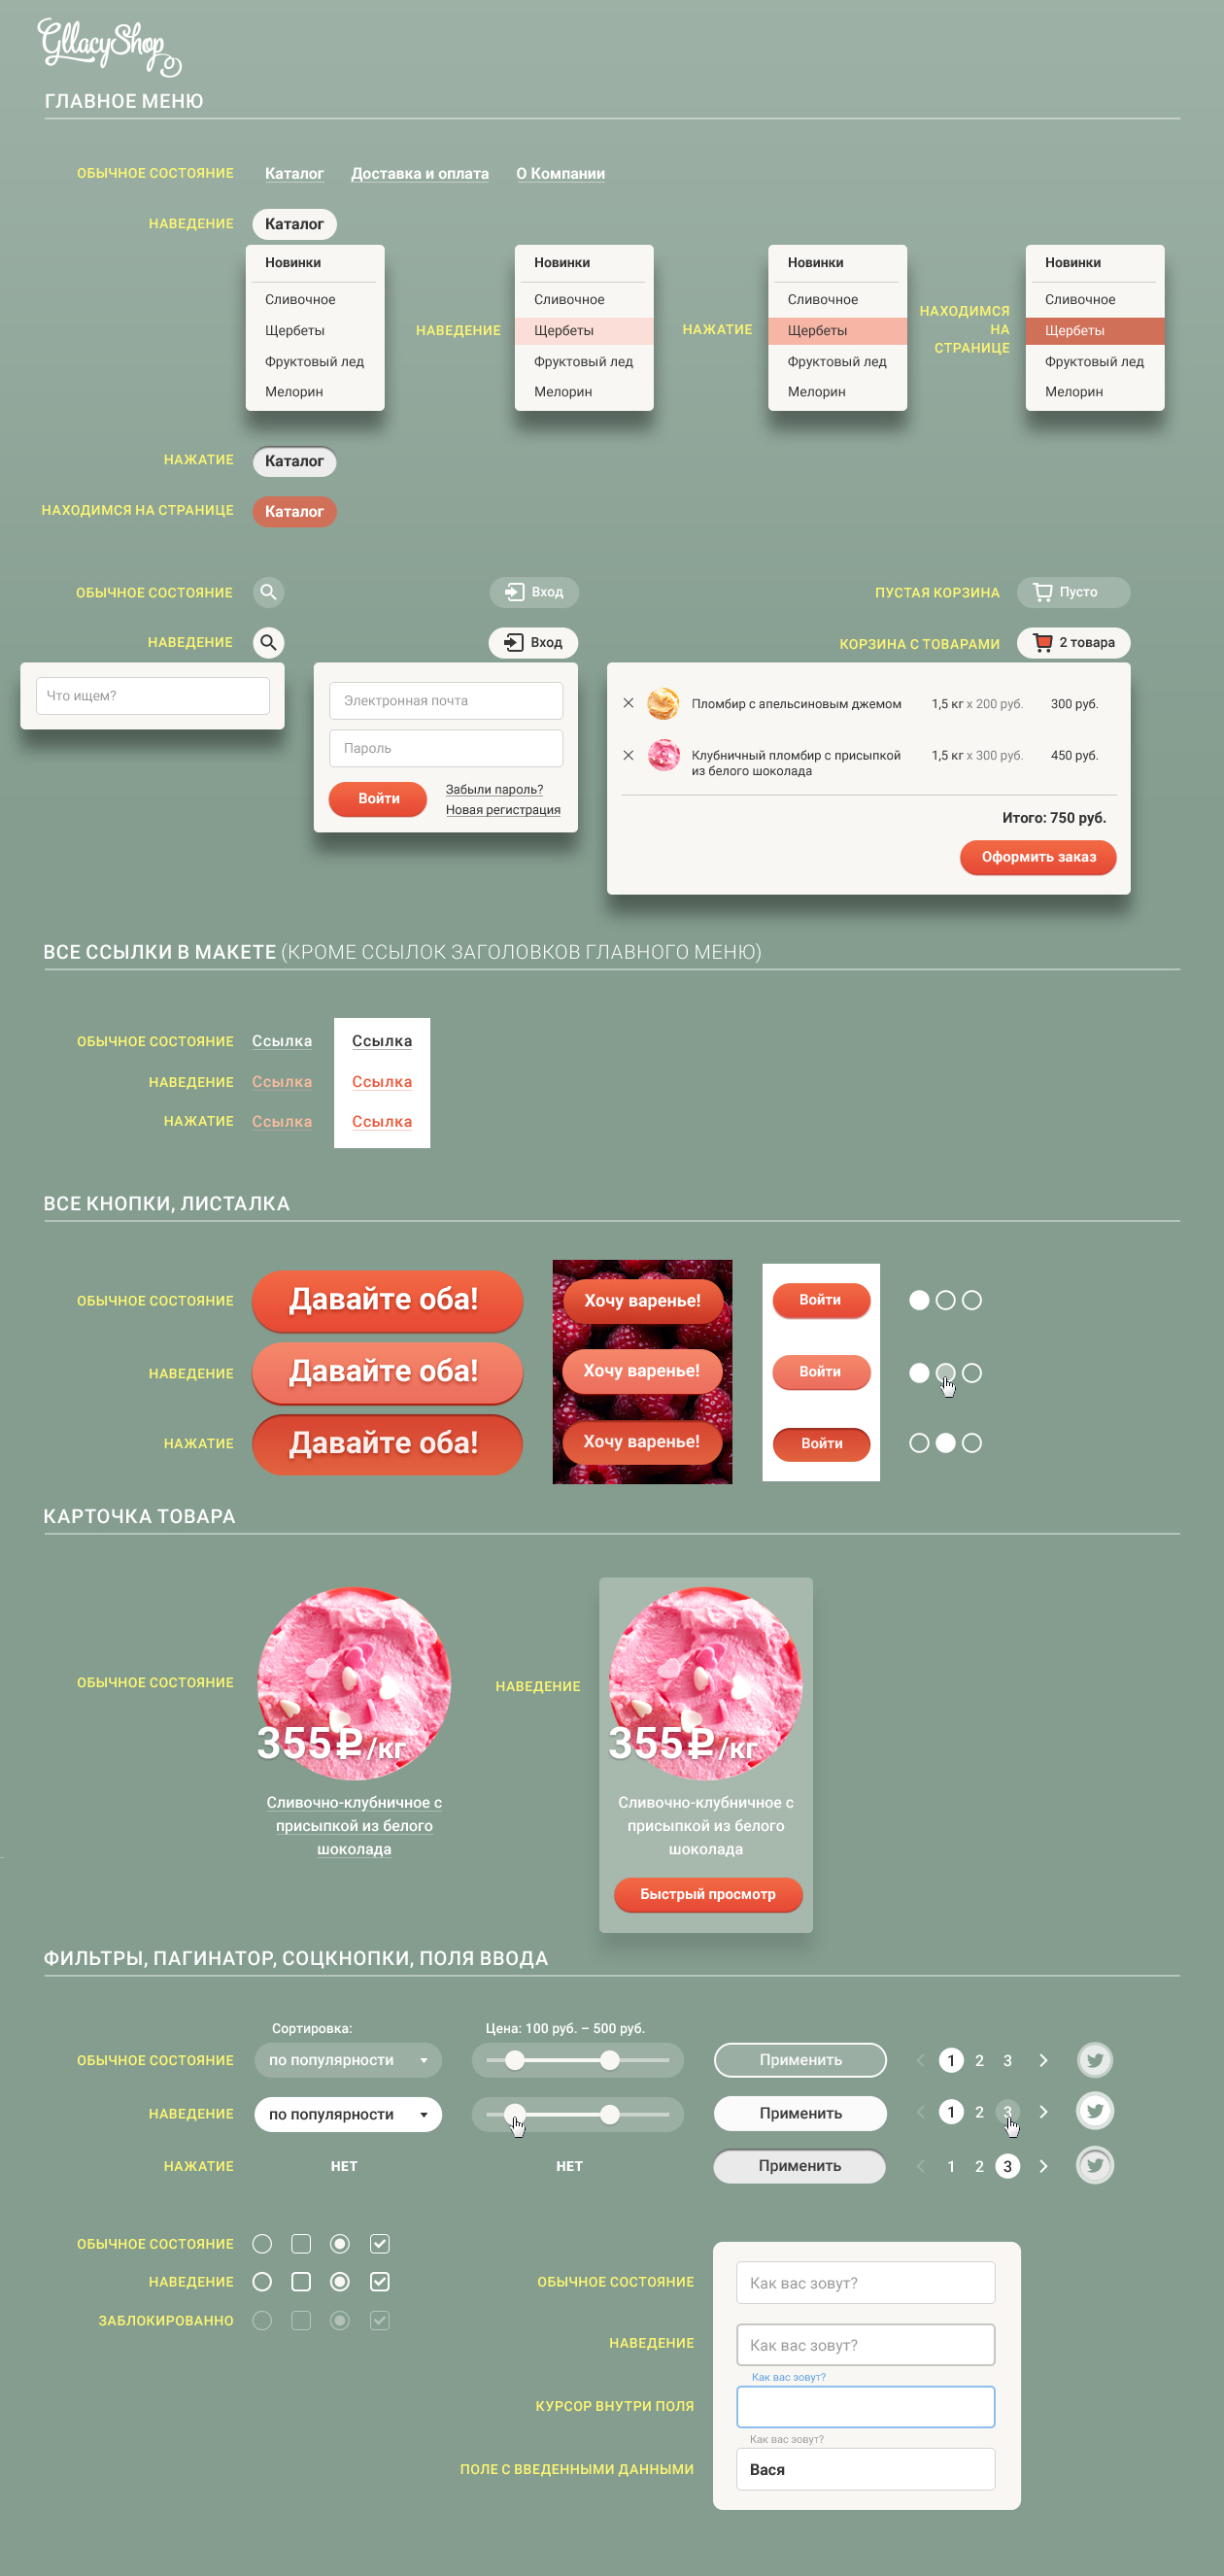 GllacyShop
ГЛАВНОЕ МЕНЮ
ОБЫЧНОЕ СОСТОЯНИЕ Каталог Доставка и оплата О Компании
НАВЕДЕНИЕ Каталог
Новинки
Сливочное
Щербеты
Фруктовый лед
Мелорин
НАВЕДЕНИЕ
Новинки
Сливочное
Щербеты
Фруктовый лед
Мелорин
НАЖАТИЕ
Новинки
Сливочное
Щербеты
Фруктовый лед
Мелорин
НАХОДИМСЯ
НА
СТРАНИЦЕ
Новинки
Сливочное
Щербеты
Фруктовый лед
Мелорин
НАЖАТИЕ Каталог
НАХОДИМСЯ НА СТРАНИЦЕ Каталог
ОБЫЧНОЕ СОСТОЯНИЕ Вход ПУСТАЯ КОРЗИНА Пусто
НАВЕДЕНИЕ Вход КОРЗИНА С ТОВАРАМИ 2 товара
Что ищем?
Электронная почта
Пароль
Войти
Забыли пароль?
Новая регистрация
Пломбир с апельсиновым джемом 1,5 кг x 200 руб. 300 руб.
Клубничный пломбир с присыпкой 1,5 кг x 300 руб. 450 руб.
из белого шоколада
Итого: 750 руб.
Оформить заказ
ВСЕ ССЫЛКИ В МАКЕТЕ (КРОМЕ ССЫЛОК ЗАГОЛОВКОВ ГЛАВНОГО МЕНЮ)
ОБЫЧНОЕ СОСТОЯНИЕ Ссылка Ссылка
НАВЕДЕНИЕ Ссылка Ссылка
НАЖАТИЕ Ссылка Ссылка
ВСЕ КНОПКИ, ЛИСТАЛКА
ОБЫЧНОЕ СОСТОЯНИЕ Давайте оба! Хочу варенье! Войти
НАВЕДЕНИЕ Давайте оба! Хочу варенье! Войти
НАЖАТИЕ Давайте оба! Хочу варенье! Войти
КАРТОЧКА ТОВАРА
ОБЫЧНОЕ СОСТОЯНИЕ
355₽/кг
Сливочно-клубничное с
присыпкой из белого
шоколада
НАВЕДЕНИЕ
355₽/кг
Сливочно-клубничное с
присыпкой из белого
шоколада
Быстрый просмотр
ФИЛЬТРЫ, ПАГИНАТОР, СОЦКНОПКИ, ПОЛЯ ВВОДА
Сортировка: Цена: 100 руб. – 500 руб.
ОБЫЧНОЕ СОСТОЯНИЕ по популярности Применить 1 2 3
НАВЕДЕНИЕ по популярности Применить 1 2 3
НАЖАТИЕ НЕТ НЕТ Применить 1 2 3
ОБЫЧНОЕ СОСТОЯНИЕ
НАВЕДЕНИЕ
ЗАБЛОКИРОВАННО
ОБЫЧНОЕ СОСТОЯНИЕ Как вас зовут?
НАВЕДЕНИЕ Как вас зовут?
Как вас зовут?
КУРСОР ВНУТРИ ПОЛЯ
Как вас зовут?
ПОЛЕ С ВВЕДЕННЫМИ ДАННЫМИ Вася